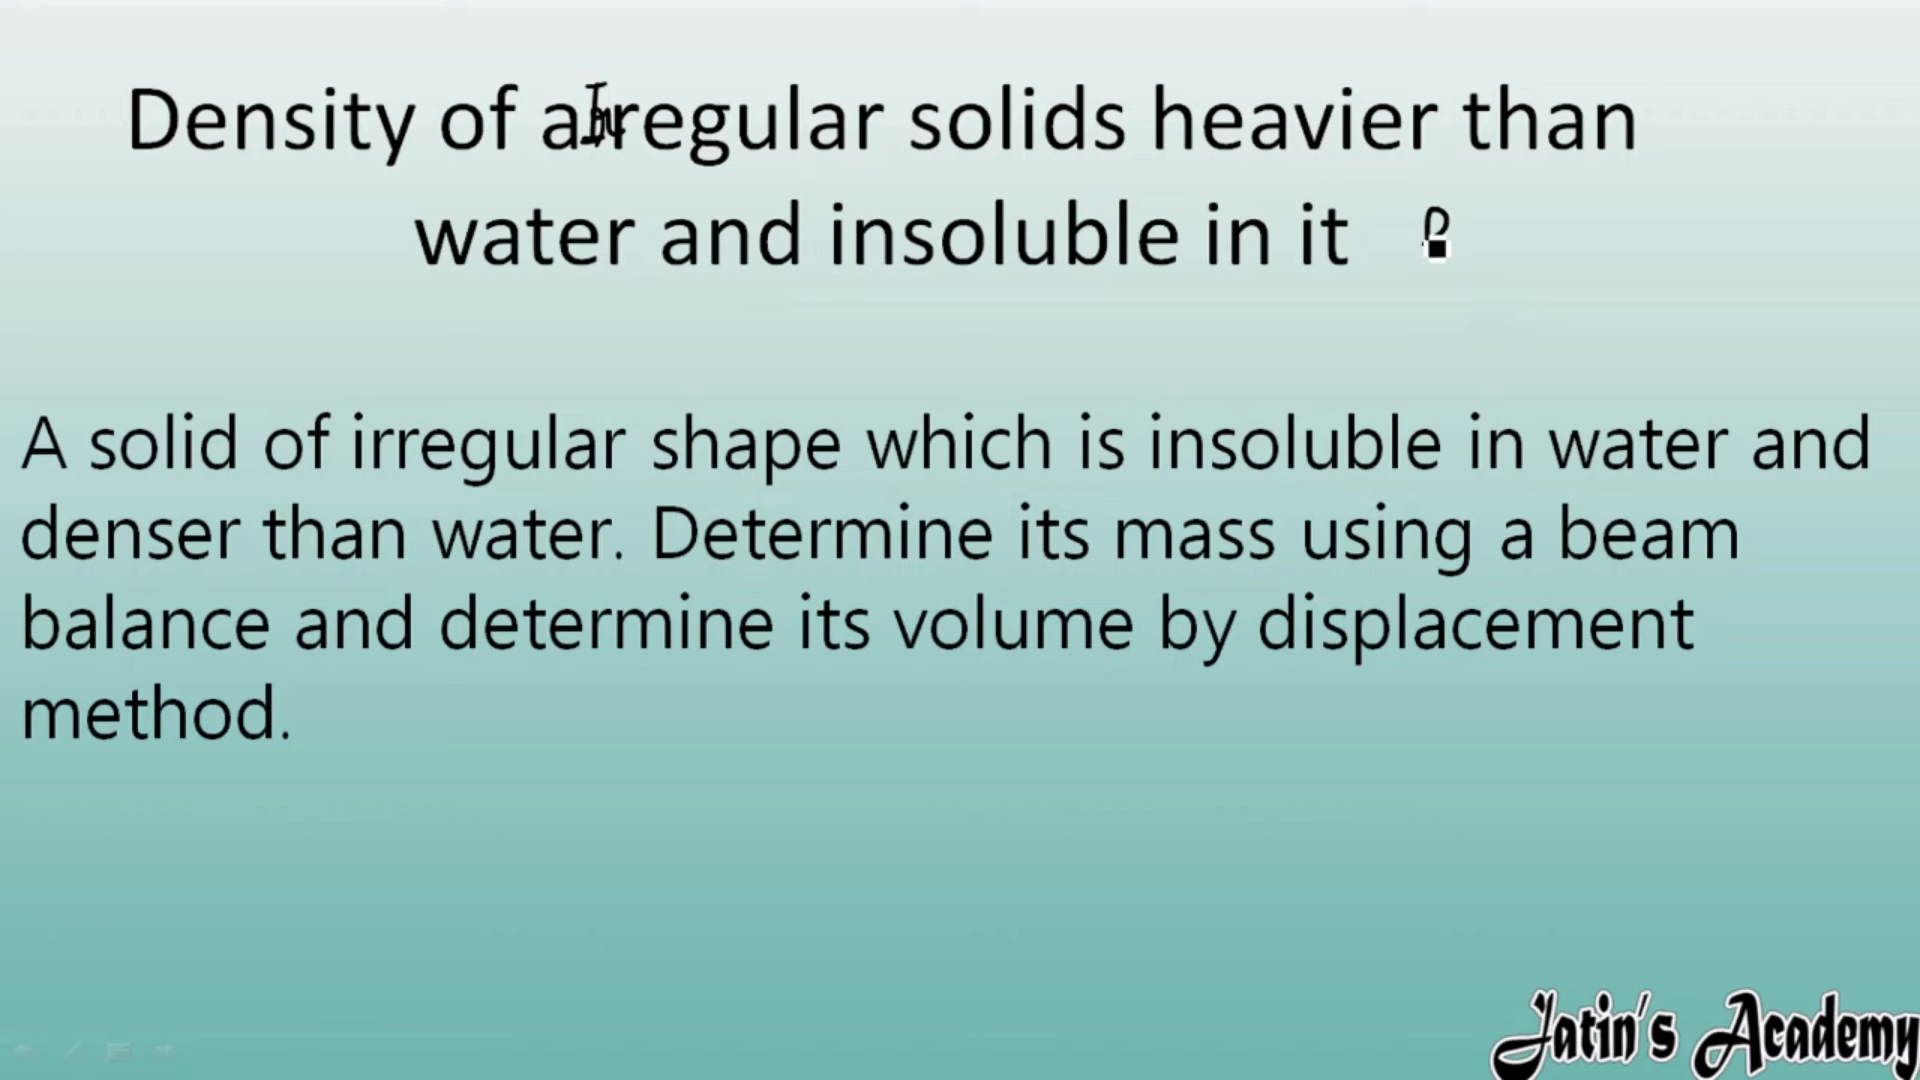 Density of airregular solids heavier than
water and insoluble in it
A solid of irregular shape which is insoluble in water and
denser than water. Determine its mass using a beam
balance and determine its volume by displacement
method.
Jatin's Academy